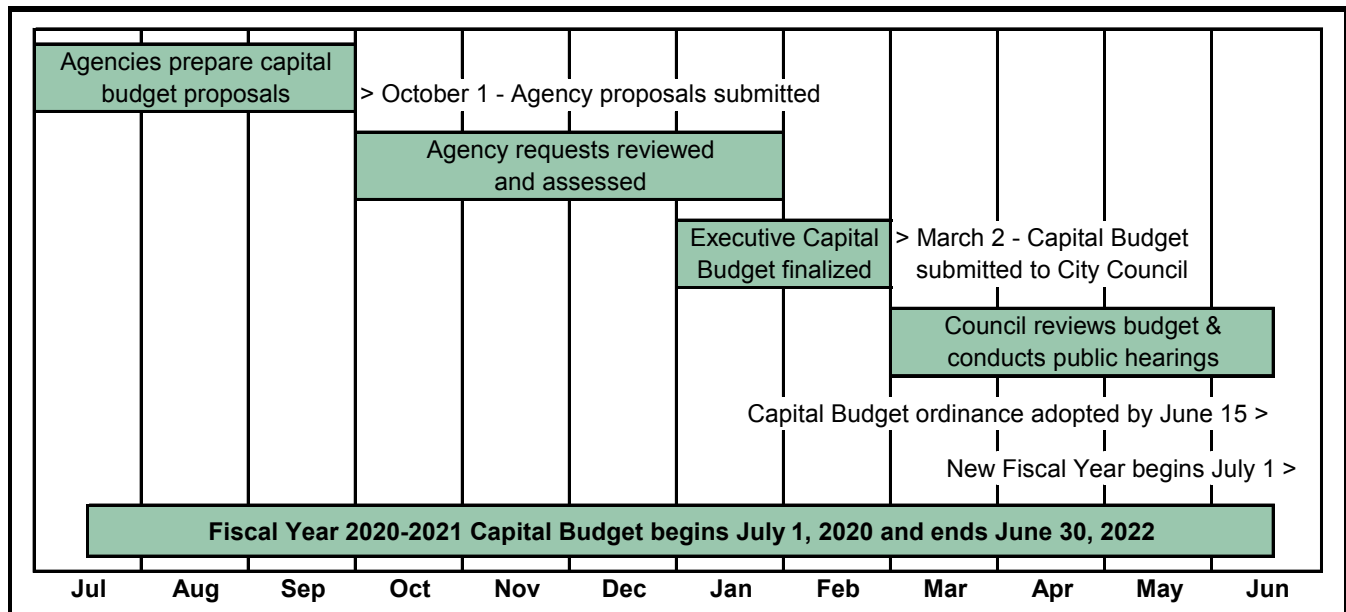 Agencies prepare capital
budget proposals
> October 1 - Agency proposals submitted
Agency requests reviewed
and assessed
Executive Capital
Budget finalized
> March 2 - Capital Budget
submitted to City Council
Council reviews budget &
conducts public hearings
Capital Budget ordinance adopted by June 15 >
New Fiscal Year begins July 1 >
Fiscal Year 2020-2021 Capital Budget begins July 1, 2020 and ends June 30, 2022
Jul Aug Sep Oct Nov Dec Jan Feb Mar Apr May Jun